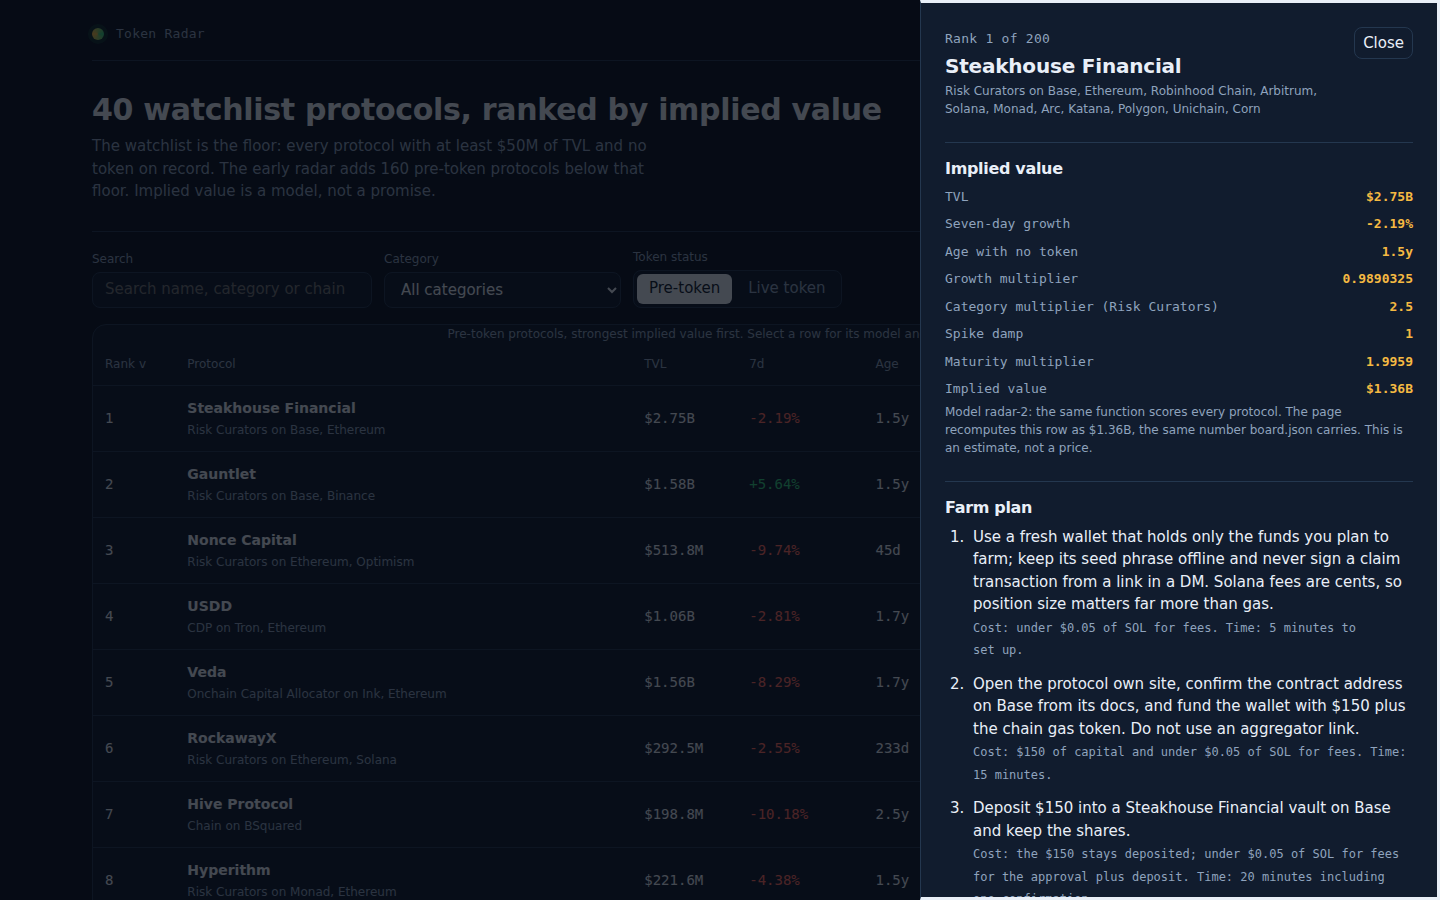 Token Radar
40 watchlist protocols, ranked by implied value
The watchlist is the floor: every protocol with at least $50M of TVL and no
token on record. The early radar adds 160 pre-token protocols below that
floor. Implied value is a model, not a promise.
Search
Category
Token status
Search name, category or chain
All categories
Pre-token
Live token
Pre-token protocols, strongest implied value first. Select a row for its model an
Rank v Protocol TVL 7d Age
1 Steakhouse Financial $2.75B -2.19% 1.5y
Risk Curators on Base, Ethereum
2 Gauntlet $1.58B +5.64% 1.5y
Risk Curators on Base, Binance
3 Nonce Capital $513.8M -9.74% 45d
Risk Curators on Ethereum, Optimism
4 USDD $1.06B -2.81% 1.7y
CDP on Tron, Ethereum
5 Veda $1.56B -8.29% 1.7y
Onchain Capital Allocator on Ink, Ethereum
6 RockawayX $292.5M -2.55% 233d
Risk Curators on Ethereum, Solana
7 Hive Protocol $198.8M -10.18% 2.5y
Chain on BSquared
8 Hyperithm $221.6M -4.38% 1.5y
Risk Curators on Monad, Ethereum
Rank 1 of 200
Close
Steakhouse Financial
Risk Curators on Base, Ethereum, Robinhood Chain, Arbitrum,
Solana, Monad, Arc, Katana, Polygon, Unichain, Corn
Implied value
TVL $2.75B
Seven-day growth -2.19%
Age with no token 1.5y
Growth multiplier 0.9890325
Category multiplier (Risk Curators) 2.5
Spike damp 1
Maturity multiplier 1.9959
Implied value $1.36B
Model radar-2: the same function scores every protocol. The page
recomputes this row as $1.36B, the same number board.json carries. This is
an estimate, not a price.
Farm plan
1. Use a fresh wallet that holds only the funds you plan to
farm; keep its seed phrase offline and never sign a claim
transaction from a link in a DM. Solana fees are cents, so
position size matters far more than gas.
Cost: under $0.05 of SOL for fees. Time: 5 minutes to
set up.
2. Open the protocol own site, confirm the contract address
on Base from its docs, and fund the wallet with $150 plus
the chain gas token. Do not use an aggregator link.
Cost: $150 of capital and under $0.05 of SOL for fees. Time:
15 minutes.
3. Deposit $150 into a Steakhouse Financial vault on Base
and keep the shares.
Cost: the $150 stays deposited; under $0.05 of SOL for fees
for the approval plus deposit. Time: 20 minutes including